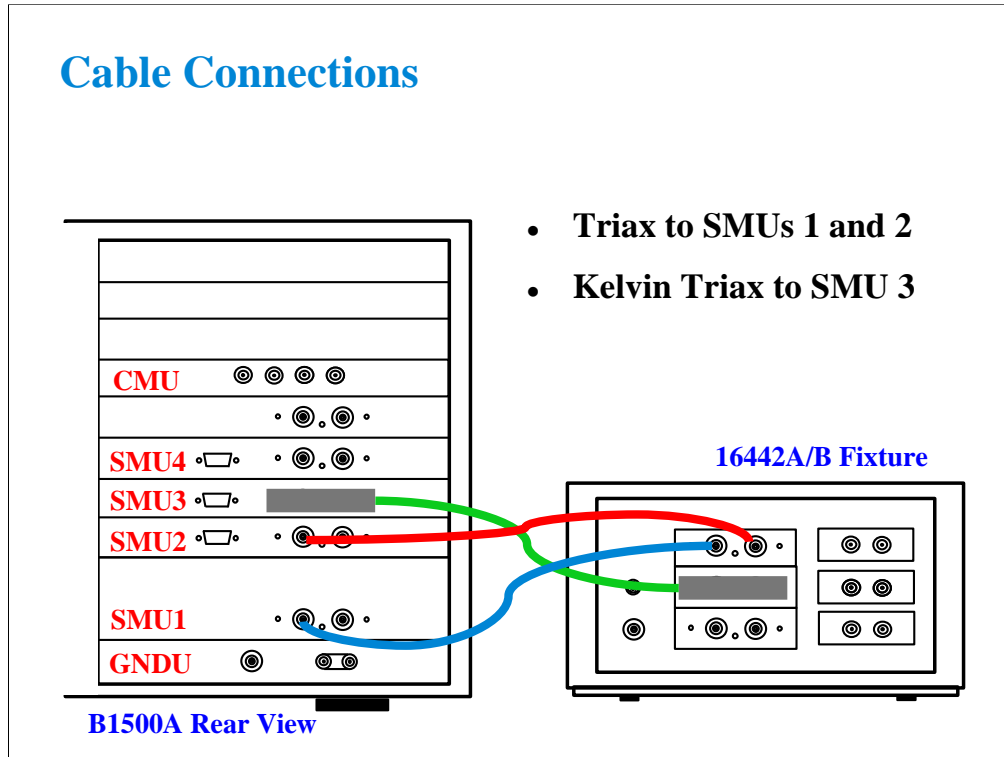 Cable Connections
● Triax to SMUs 1 and 2
● Kelvin Triax to SMU 3
CMU
SMU4
SMU3
SMU2
SMU1
GNDU
B1500A Rear View
16442A/B Fixture